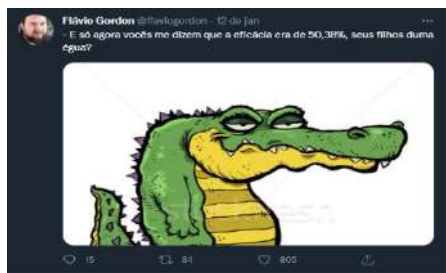 Flávio Gordon @flaviogordon · 12 de jan
- E só agora vocês me dizem que a eficácia era de 50,38%, seus filhos duma
égua?
15 84 800